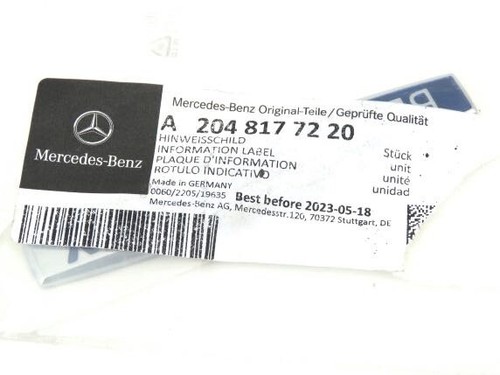 Mercedes-Benz Original-Teile/Geprüfte Qualität
A 204 817 72 20
HINWEISSCHILD
INFORMATION LABEL
PLAQUE D'INFORMATION
ROTULO INDICATIVO
Stück
unit
unité
unidad
Made in GERMANY
0060/2205/19635 Best before 2023-05-18
Mercedes-Benz AG, Mercedesstr.120, 70372 Stuttgart, DE
Mercedes-Benz